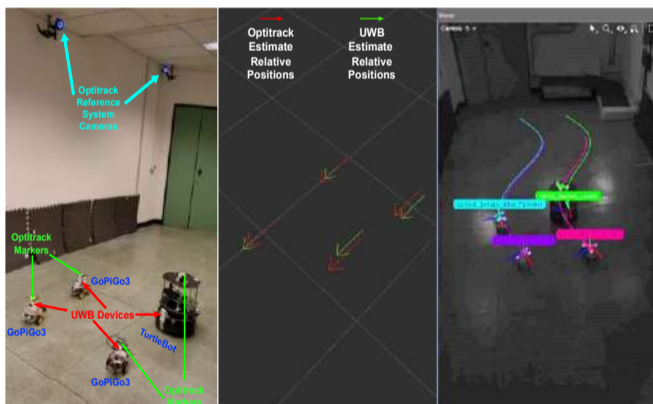 Optitrack
Reference
System
Cameras
Optitrack
Markers
GoPiGo3
GoPiGo3
UWB Devices
TurtleBot
GoPiGo3
Optitrack
Optitrack
Estimate
Relative
Positions
UWB
Estimate
Relative
Positions
Camera